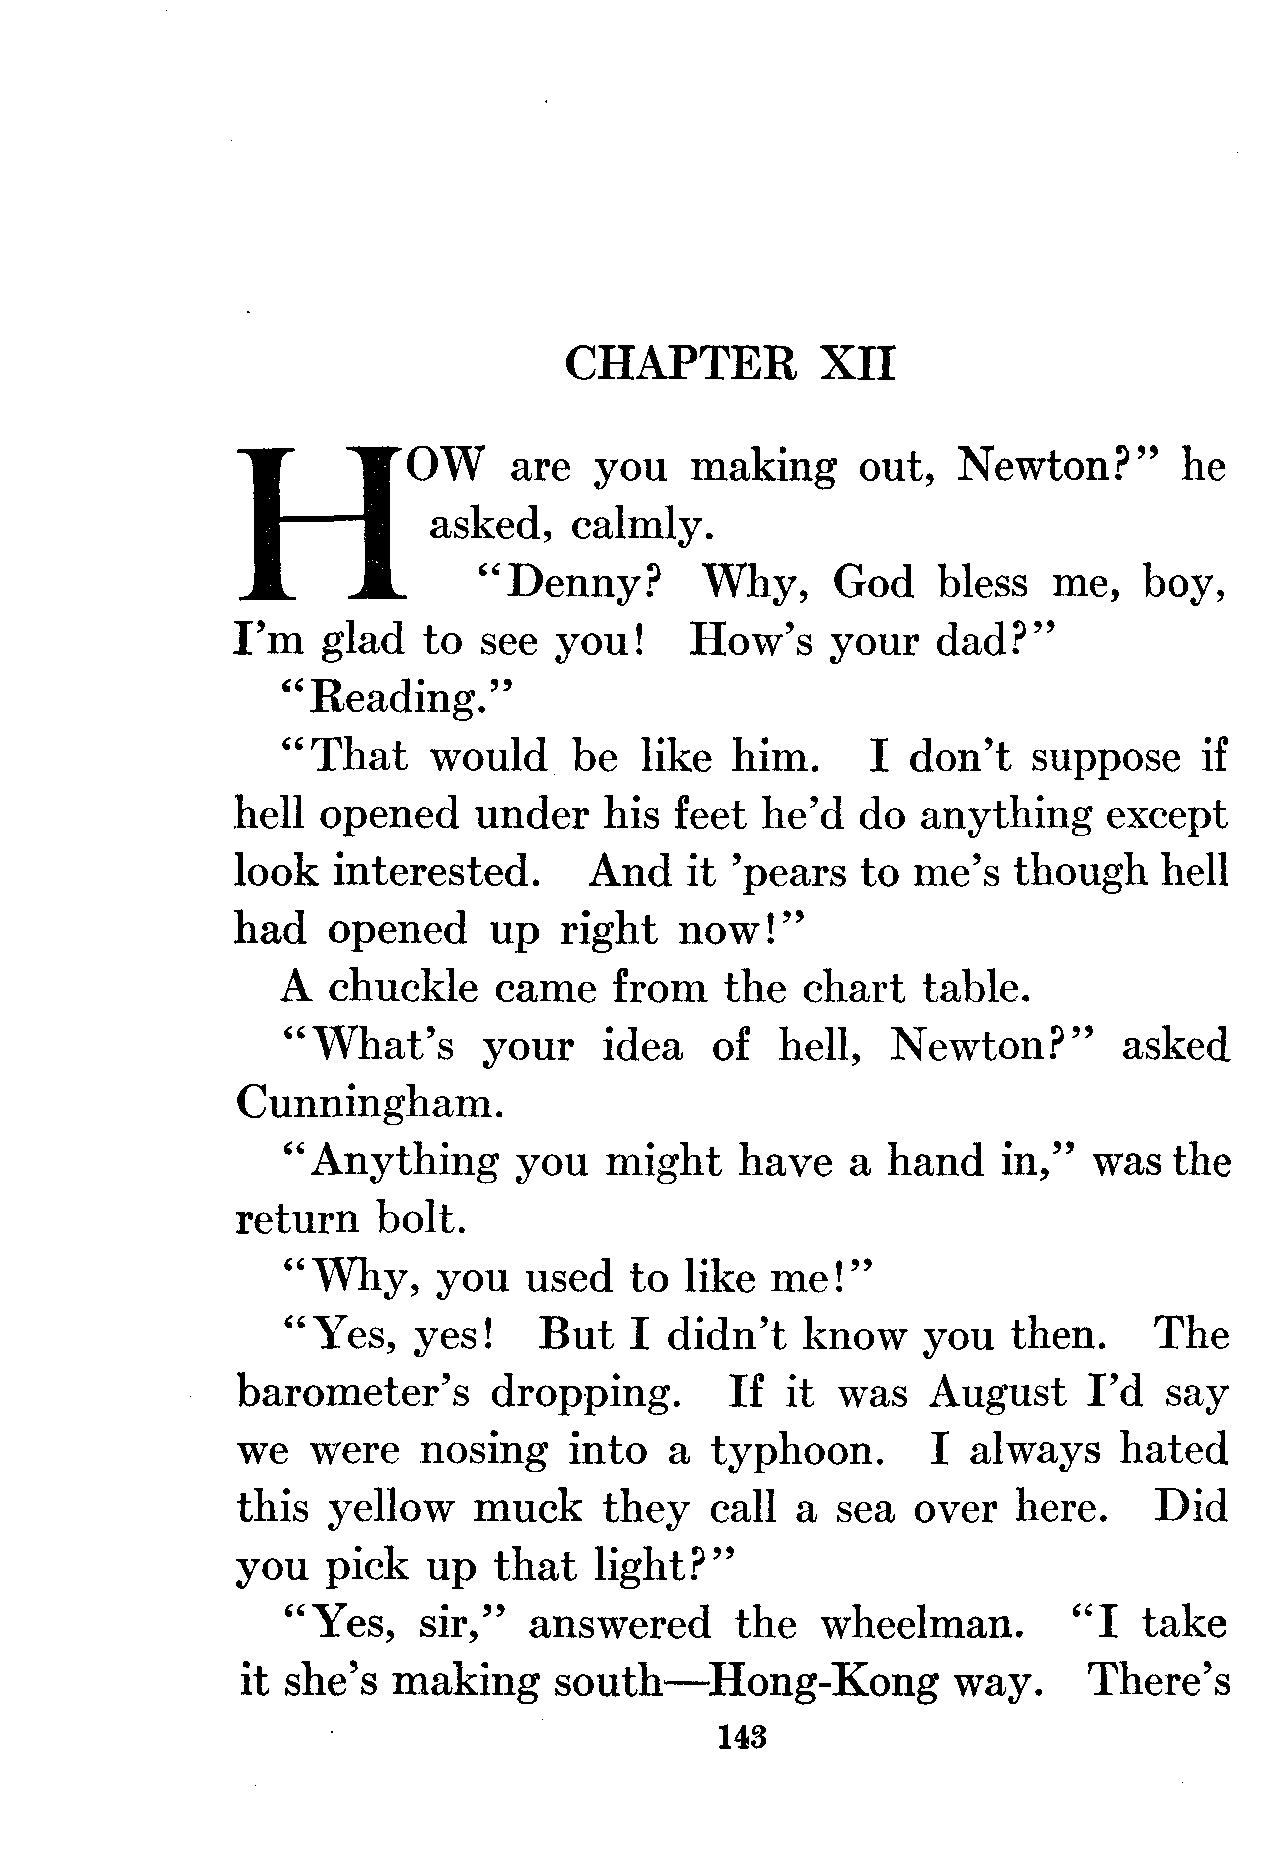 CHAPTER XII
HOW are you making out, Newton?" he
asked, calmly.
"Denny? Why, God bless me, boy,
I'm glad to see you! How's your dad?"
"Reading."
"That would be like him. I don't suppose if
hell opened under his feet he'd do anything except
look interested. And it 'pears to me's though hell
had opened up right now!"
A chuckle came from the chart table.
"What's your idea of hell, Newton?" asked
Cunningham.
"Anything you might have a hand in," was the
return bolt.
"Why, you used to like me!"
"Yes, yes! But I didn't know you then. The
barometer's dropping. If it was August I'd say
we were nosing into a typhoon. I always hated
this yellow muck they call a sea over here. Did
you pick up that light?"
"Yes, sir," answered the wheelman. "I take
it she's making south—Hong-Kong way. There's
143